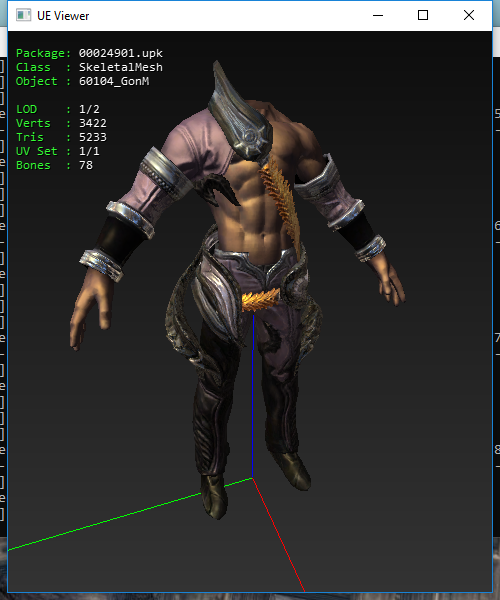 UE Viewer
Package: 00024901.upk
Class  : SkeletalMesh
Object : 60104_GonM
LOD    : 1/2
Verts  : 3422
Tris   : 5233
UV Set : 1/1
Bones  : 78